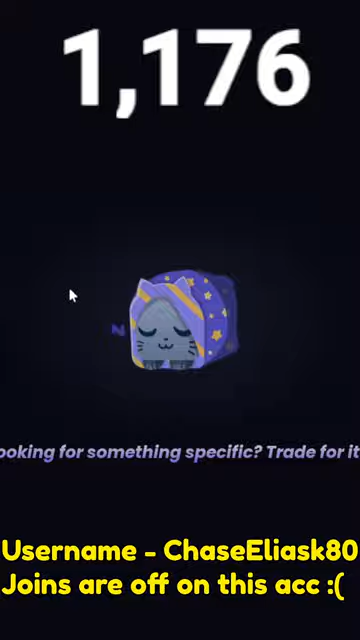 1,176
z
ooking for something specific? Trade for it
Username - ChaseEliask80
Joins are off on this acc :(